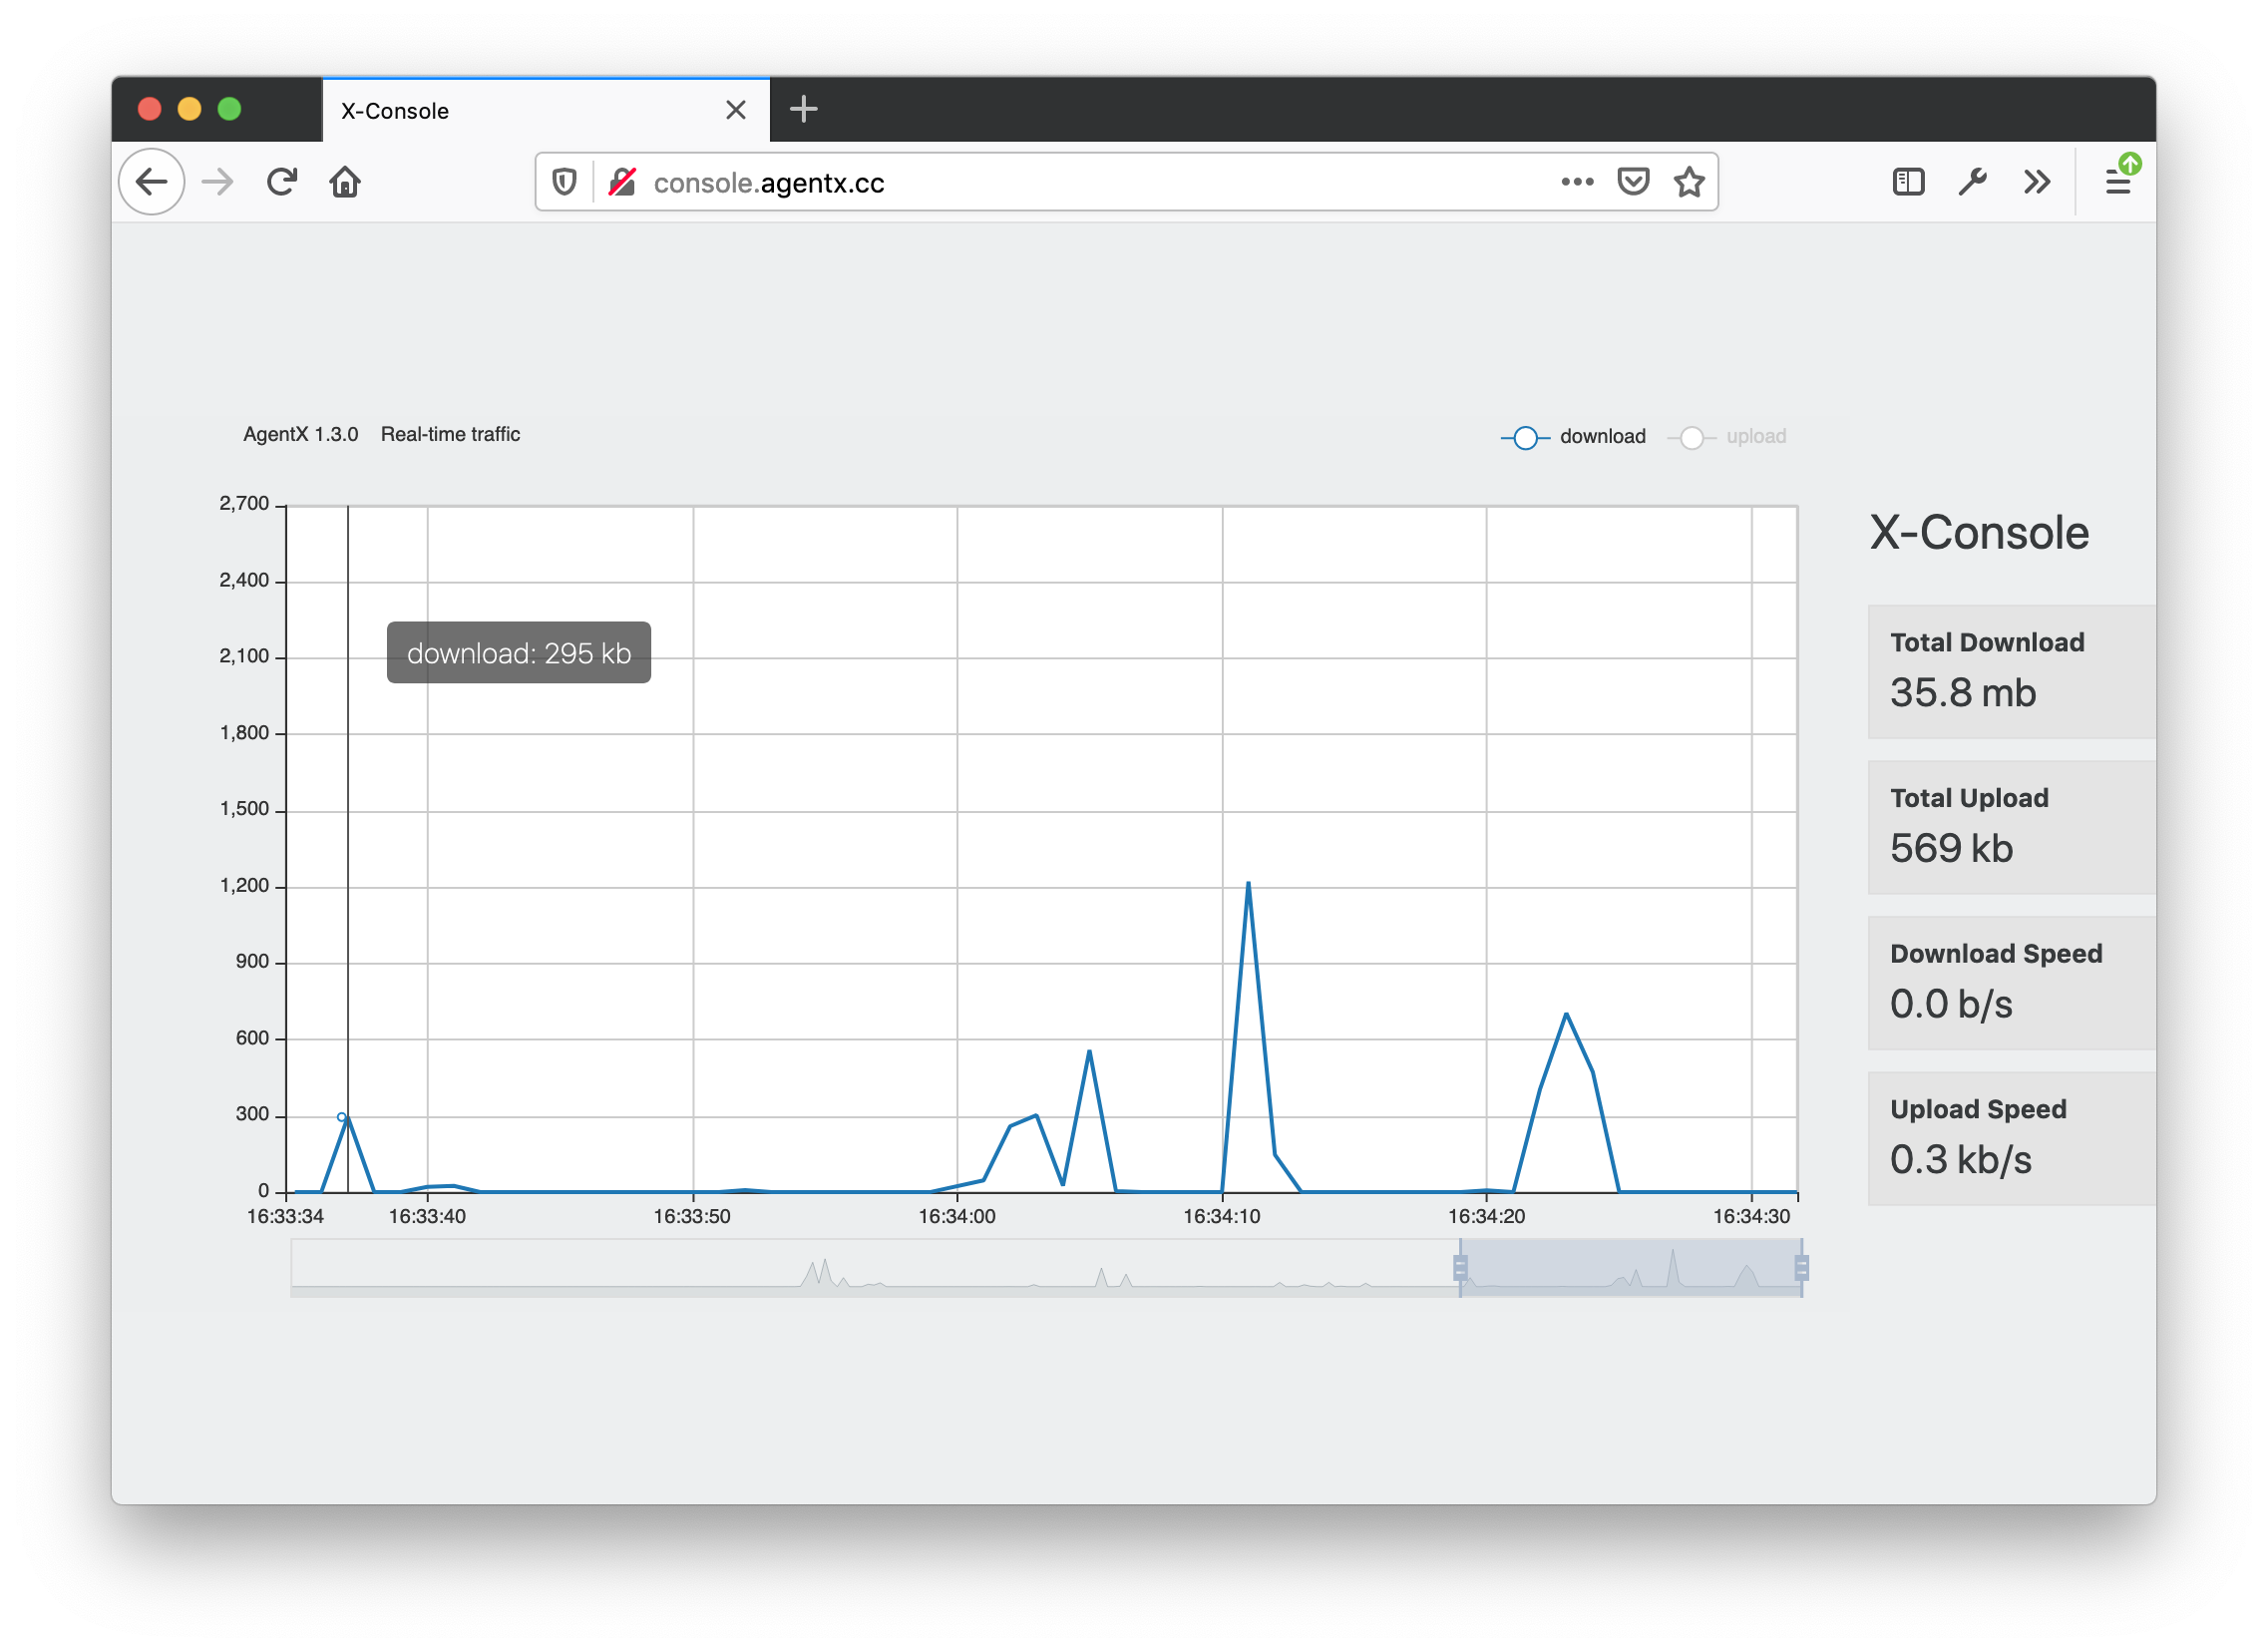 X-Console
console.agentx.cc
AgentX 1.3.0 Real-time traffic
download upload
2,700
2,400
2,100
1,800
1,500
1,200
900
600
300
0
download: 295 kb
16:33:34 16:33:40 16:33:50 16:34:00 16:34:10 16:34:20 16:34:30
X-Console
Total Download
35.8 mb
Total Upload
569 kb
Download Speed
0.0 b/s
Upload Speed
0.3 kb/s